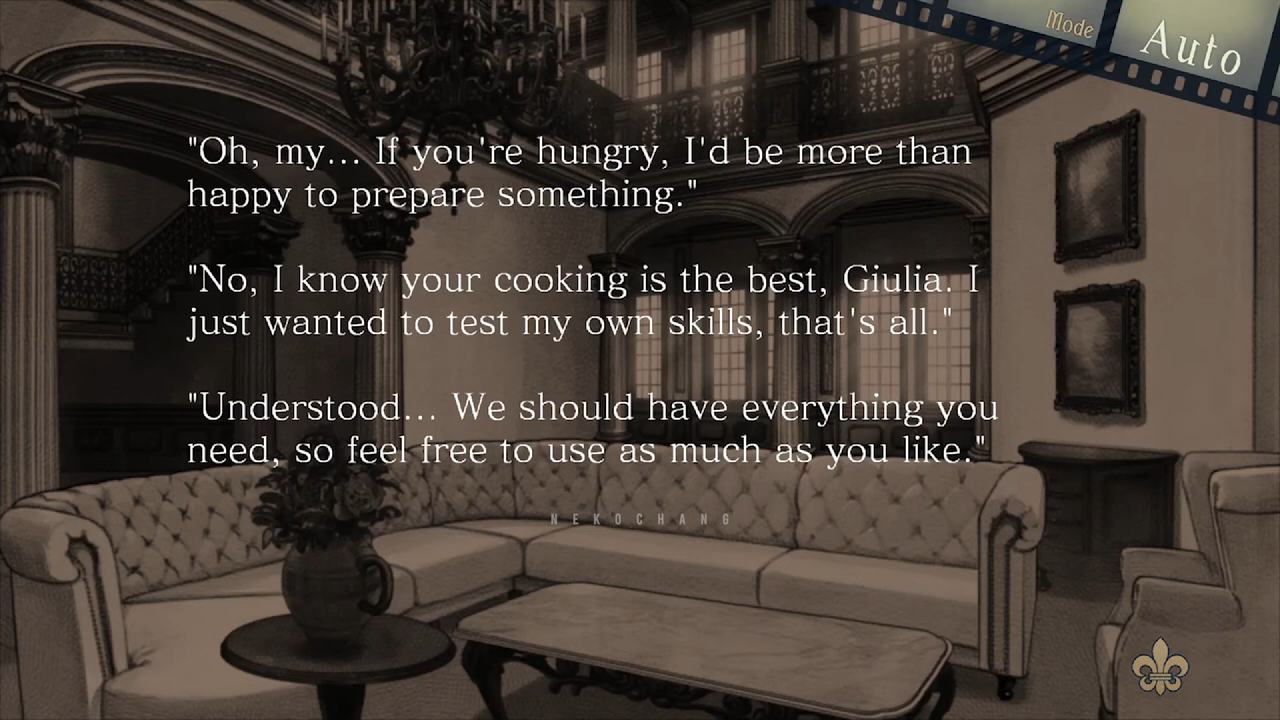 Mode
Auto
"Oh, my... If you're hungry, I'd be more than
happy to prepare something."
"No, I know your cooking is the best, Giulia. I
just wanted to test my own skills, that's all."
"Understood... We should have everything you
need, so feel free to use as much as you like."
NEKOCHANG